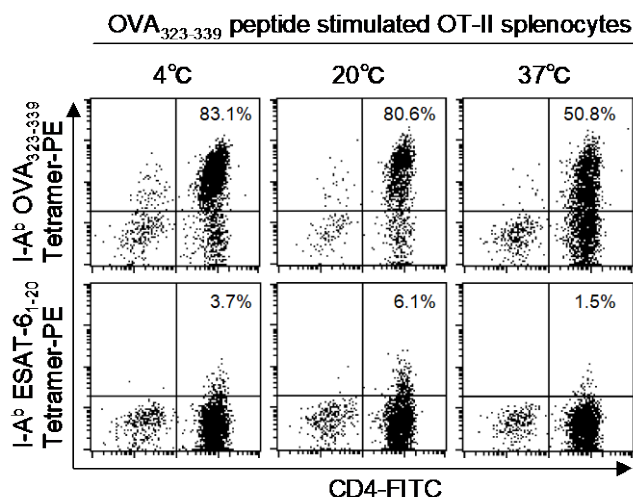 OVA323-339 peptide stimulated OT-II splenocytes
4℃ 20℃ 37℃
83.1% 80.6% 50.8%
I-Ab OVA323-339
Tetramer-PE
3.7% 6.1% 1.5%
I-Ab ESAT-61-20
Tetramer-PE
CD4-FITC